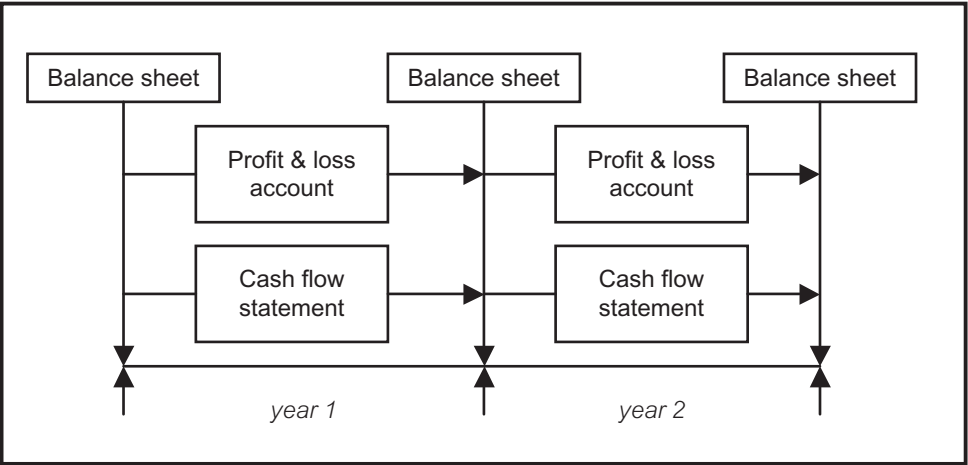 Balance sheet
Balance sheet
Balance sheet
Profit & loss
account
Profit & loss
account
Cash flow
statement
Cash flow
statement
year 1
year 2